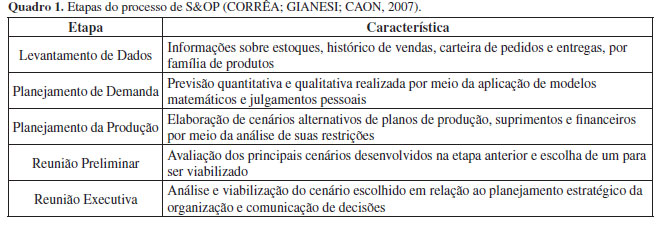 Quadro 1. Etapas do processo de S&OP (CORRÊA; GIANESI; CAON, 2007).
Etapa Característica
Levantamento de Dados Informações sobre estoques, histórico de vendas, carteira de pedidos e entregas, por
família de produtos
Planejamento de Demanda Previsão quantitativa e qualitativa realizada por meio da aplicação de modelos
matemáticos e julgamentos pessoais
Planejamento da Produção Elaboração de cenários alternativos de planos de produção, suprimentos e financeiros
por meio da análise de suas restrições
Reunião Preliminar Avaliação dos principais cenários desenvolvidos na etapa anterior e escolha de um para
ser viabilizado
Reunião Executiva Análise e viabilização do cenário escolhido em relação ao planejamento estratégico da
organização e comunicação de decisões